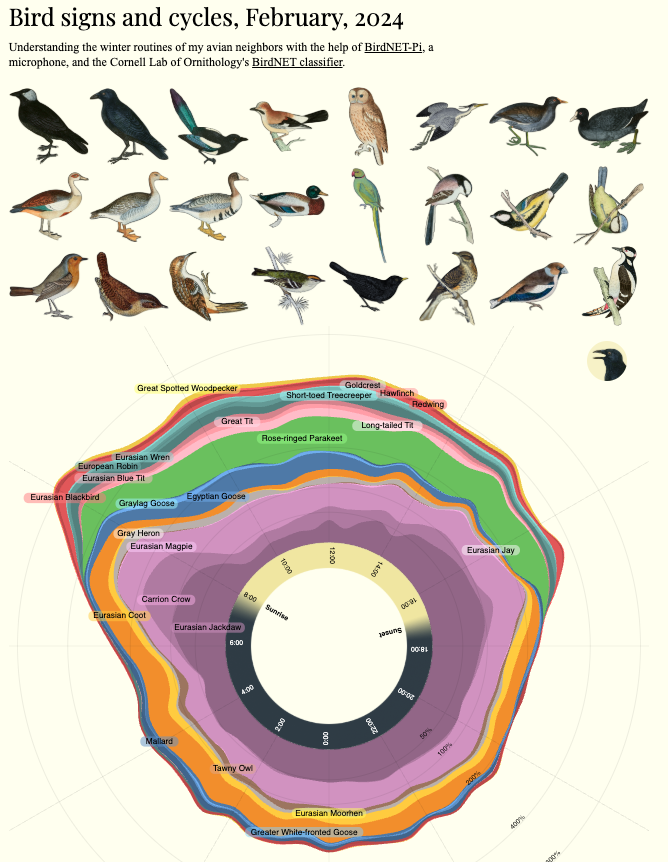 Bird signs and cycles, February, 2024
Understanding the winter routines of my avian neighbors with the help of BirdNET-Pi, a
microphone, and the Cornell Lab of Ornithology's BirdNET classifier.
Great Spotted Woodpecker
Goldcrest
Short-toed Treecreeper
Hawfinch
Redwing
Great Tit
Long-tailed Tit
Rose-ringed Parakeet
Eurasian Wren
European Robin
Eurasian Blue Tit
Eurasian Blackbird
Graylag Goose
Egyptian Goose
Gray Heron
Eurasian Magpie
Eurasian Jay
12:00
10:00
14:00
8:00
16:00
Sunrise
Sunset
Carrion Crow
Eurasian Coot
Eurasian Jackdaw
6:00
18:00
4:00
20:00
2:00
22:00
0:00
50%
100%
200%
400%
Mallard
Tawny Owl
Eurasian Moorhen
Greater White-fronted Goose